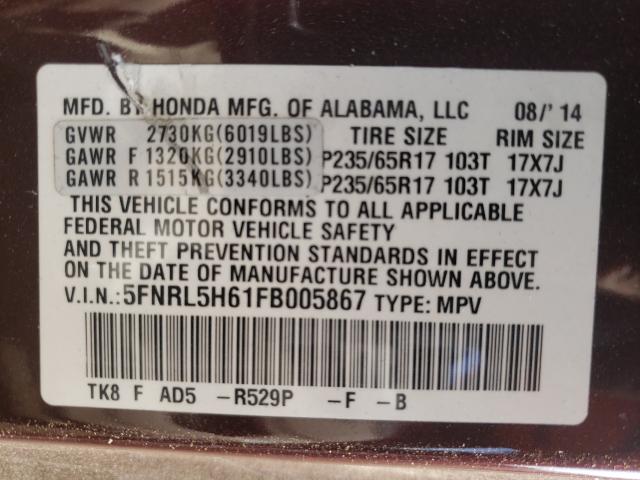 MFD. BY HONDA MFG. OF ALABAMA, LLC 08/' 14
GVWR 2730KG(6019LBS) TIRE SIZE RIM SIZE
GAWR F 1320KG(2910LBS) P235/65R17 103T 17X7J
GAWR R 1515KG(3340LBS) P235/65R17 103T 17X7J
THIS VEHICLE CONFORMS TO ALL APPLICABLE
FEDERAL MOTOR VEHICLE SAFETY
AND THEFT PREVENTION STANDARDS IN EFFECT
ON THE DATE OF MANUFACTURE SHOWN ABOVE.
V.I.N.:5FNRL5H61FB005867 TYPE: MPV
TK8 F AD5 -R529P -F -B